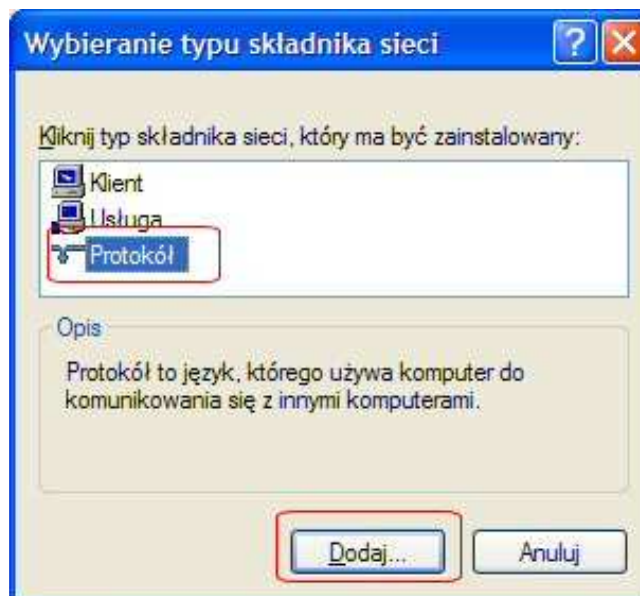 Wybieranie typu składnika sieci
Kliknij typ składnika sieci, który ma być zainstalowany:
Klient
Usługa
Protokół
Opis
Protokół to język, którego używa komputer do
komunikowania się z innymi komputerami.
Dodaj...
Anuluj